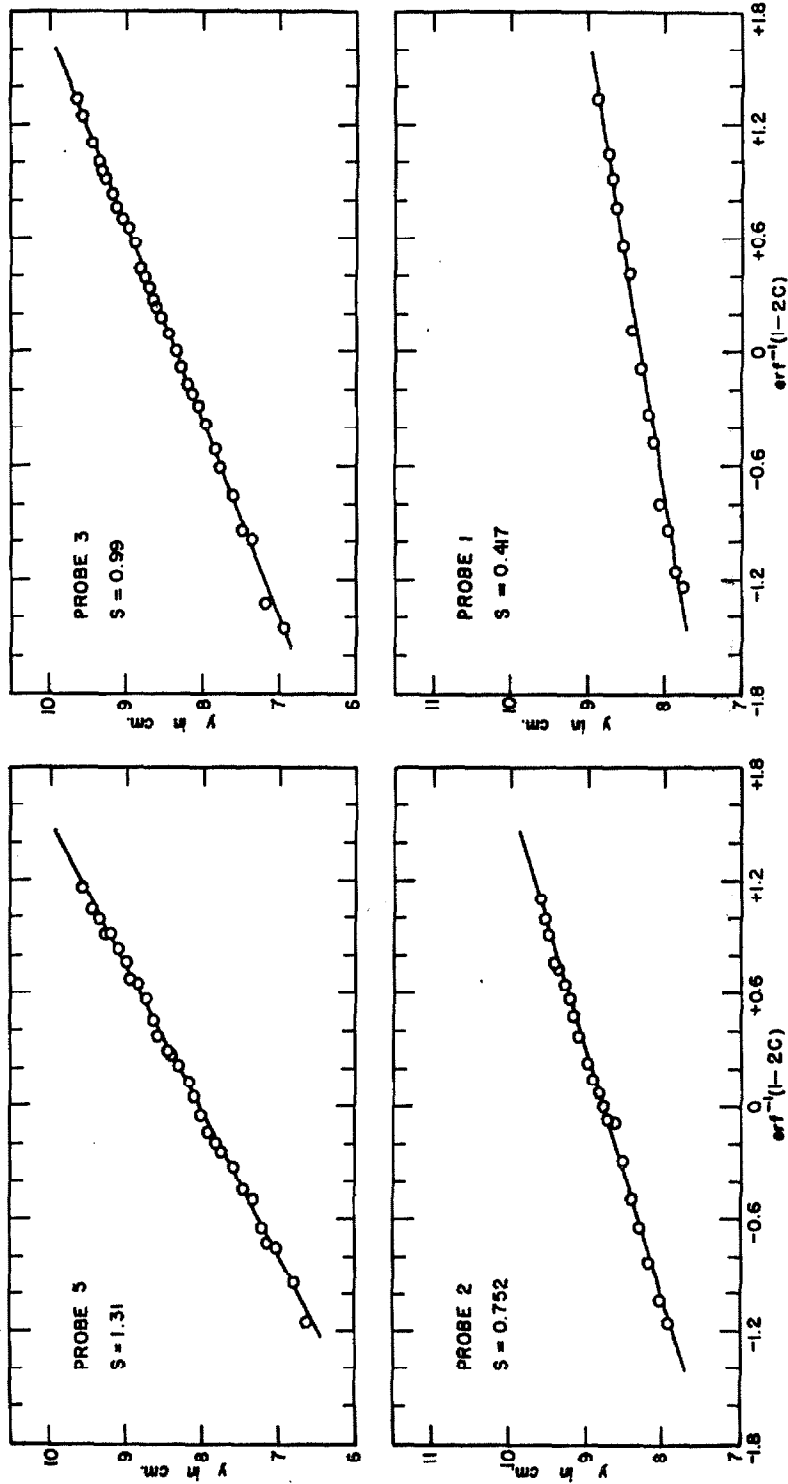 PROBE 5
S = 1.31
10
9
8
7
6
y in cm.
PROBE 3
S = 0.99
10
9
8
7
6
y in cm.
PROBE 2
S = 0.752
11
10
9
8
7
y in cm.
-1.8 -1.2 -0.6 0 +0.6 +1.2 +1.8
erf⁻¹(1-2C)
PROBE 1
S = 0.417
11
10
9
8
7
y in cm.
-1.8 -1.2 -0.6 0 +0.6 +1.2 +1.8
erf⁻¹(1-2C)